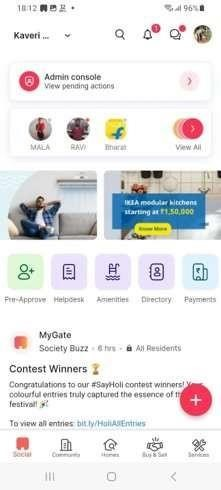 18:12
96%
Kaveri ...
1
Admin console
View pending actions
MALA RAVI Bharat View All
IKEA modular kitchens
starting at ₹1,50,000
Know More
Pre-Approve Helpdesk Amenities Directory Payments
MyGate
Society Buzz • 6 hrs • All Residents
Contest Winners
Congratulations to our #SayHoli contest winners! Your
colourful entries truly captured the essence of the
festival!
To view all entries: bit.ly/HoliAllEntries
Social Community Homes Buy & Sell Services